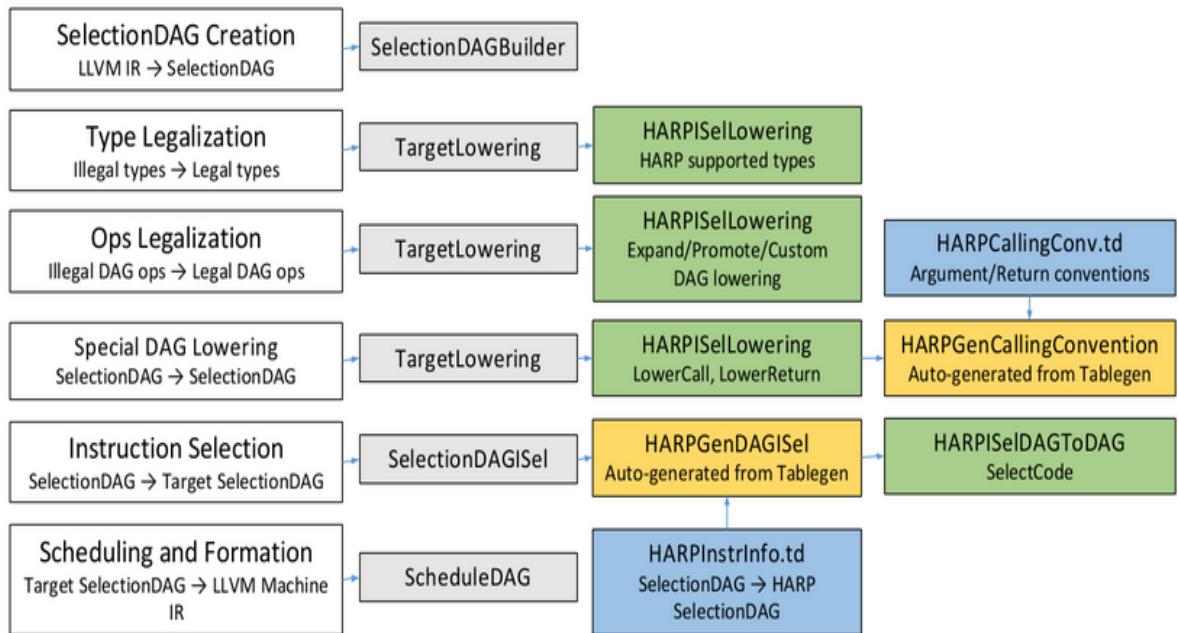 SelectionDAG Creation
LLVM IR → SelectionDAG
SelectionDAGBuilder
Type Legalization
Illegal types → Legal types
TargetLowering
HARPISelLowering
HARP supported types
Ops Legalization
Illegal DAG ops → Legal DAG ops
TargetLowering
HARPISelLowering
Expand/Promote/Custom
DAG lowering
HARPCallingConv.td
Argument/Return conventions
Special DAG Lowering
SelectionDAG → SelectionDAG
TargetLowering
HARPISelLowering
LowerCall, LowerReturn
HARPGenCallingConvention
Auto-generated from Tablegen
Instruction Selection
SelectionDAG → Target SelectionDAG
SelectionDAGISel
HARPGenDAGISel
Auto-generated from Tablegen
HARPISelDAGToDAG
SelectCode
Scheduling and Formation
Target SelectionDAG → LLVM Machine
IR
ScheduleDAG
HARPInstrInfo.td
SelectionDAG → HARP
SelectionDAG